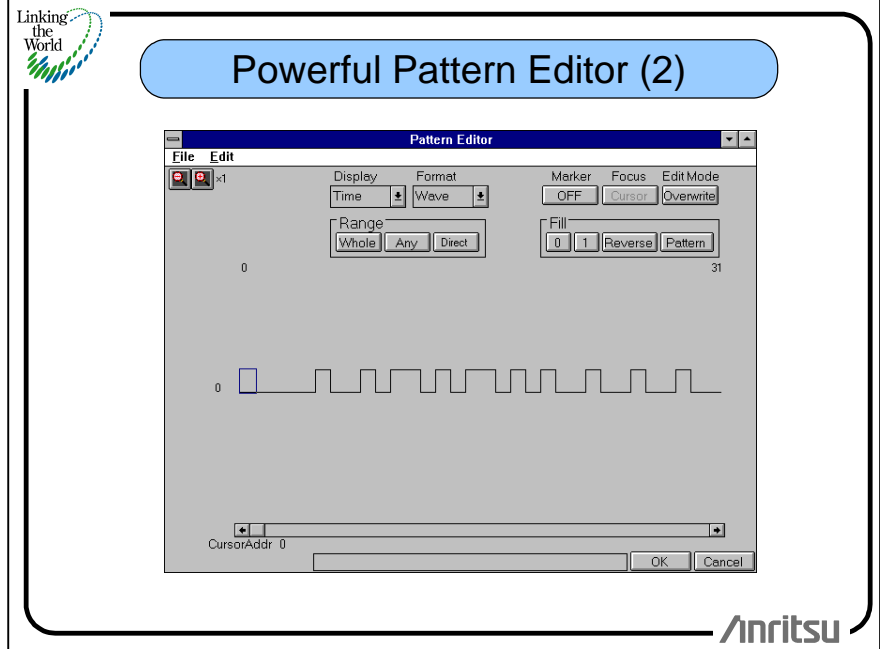 Linking
the
World
Powerful Pattern Editor (2)
Pattern Editor
File Edit
×1
Display Format Marker Focus Edit Mode
Time Wave OFF Cursor Overwrite
Range Fill
Whole Any Direct 0 1 Reverse Pattern
0 31
0
CursorAddr 0
OK Cancel
Anritsu